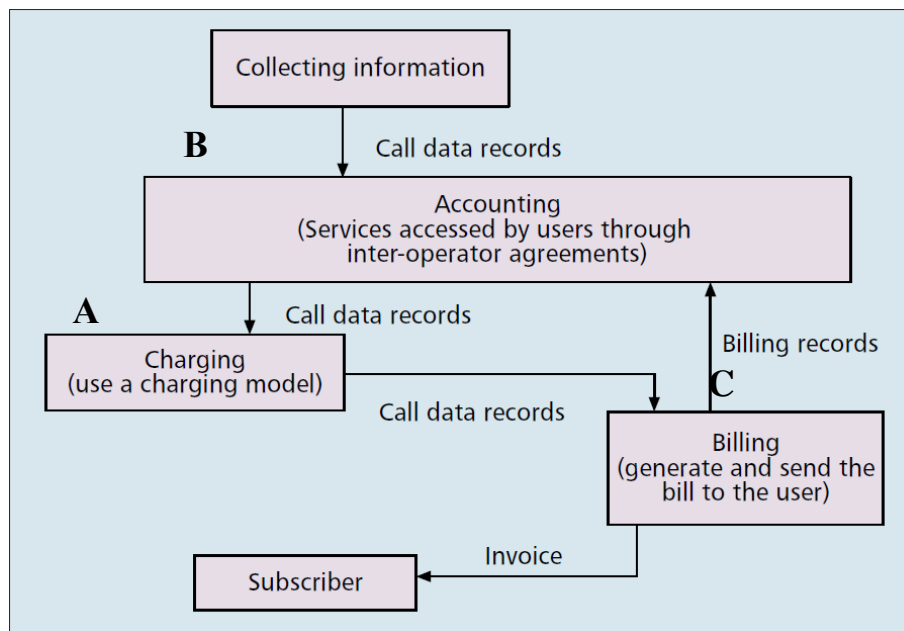 Collecting information
B
Call data records
Accounting
(Services accessed by users through
inter-operator agreements)
A
Call data records
Billing records
Charging
(use a charging model)
C
Call data records
Billing
(generate and send the
bill to the user)
Invoice
Subscriber